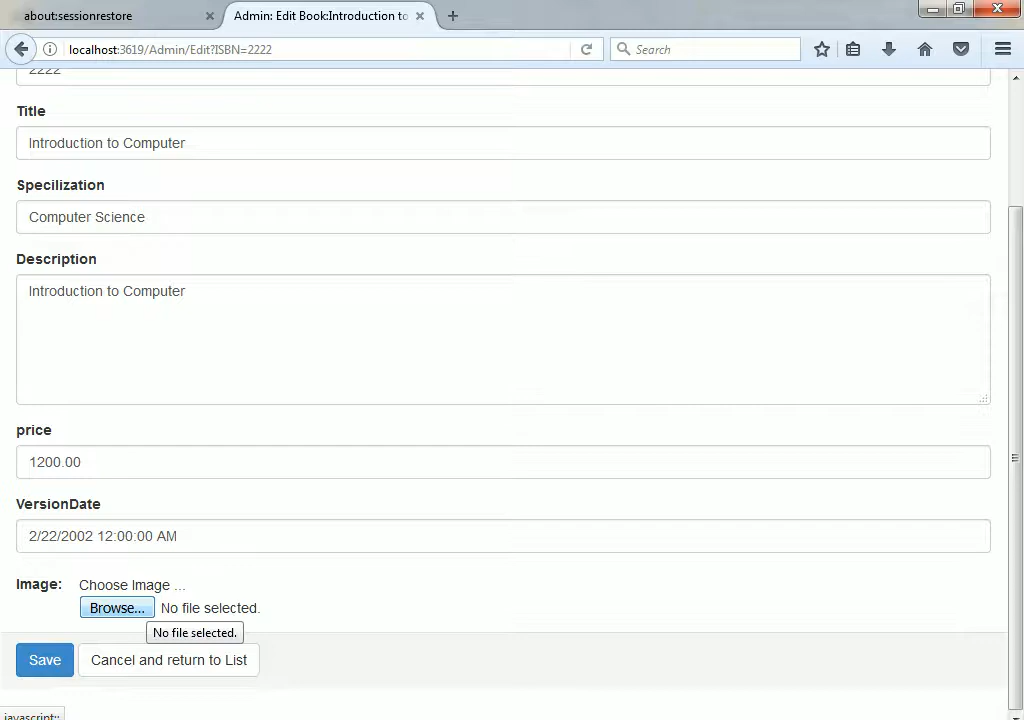 about:sessionrestore
Admin: Edit Book:Introduction to
localhost:3619/Admin/Edit?ISBN=2222
Search
2222
Title
Introduction to Computer
Specilization
Computer Science
Description
Introduction to Computer
price
1200.00
VersionDate
2/22/2002 12:00:00 AM
Image: Choose Image ...
Browse... No file selected.
No file selected.
Save Cancel and return to List
javascript:;